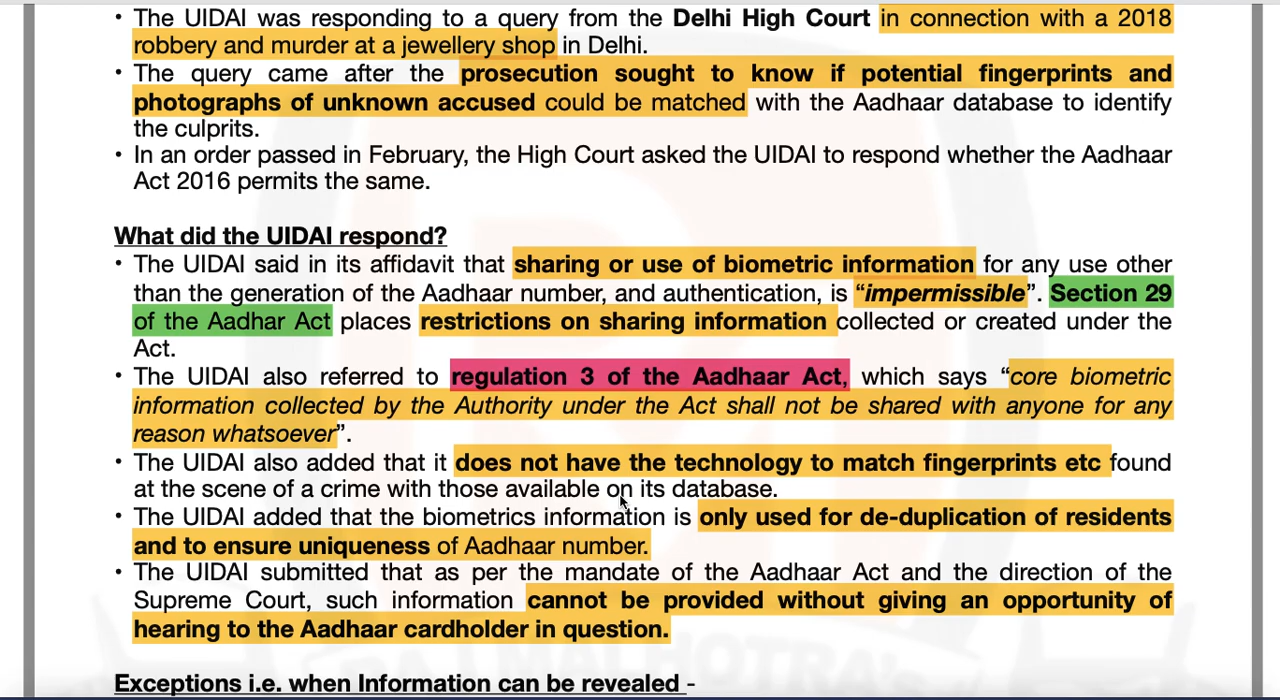 • The UIDAI was responding to a query from the Delhi High Court in connection with a 2018
robbery and murder at a jewellery shop in Delhi.
• The query came after the prosecution sought to know if potential fingerprints and
photographs of unknown accused could be matched with the Aadhaar database to identify
the culprits.
• In an order passed in February, the High Court asked the UIDAI to respond whether the Aadhaar
Act 2016 permits the same.
What did the UIDAI respond?
• The UIDAI said in its affidavit that sharing or use of biometric information for any use other
than the generation of the Aadhaar number, and authentication, is “impermissible”. Section 29
of the Aadhar Act places restrictions on sharing information collected or created under the
Act.
• The UIDAI also referred to regulation 3 of the Aadhaar Act, which says “core biometric
information collected by the Authority under the Act shall not be shared with anyone for any
reason whatsoever”.
• The UIDAI also added that it does not have the technology to match fingerprints etc found
at the scene of a crime with those available on its database.
• The UIDAI added that the biometrics information is only used for de-duplication of residents
and to ensure uniqueness of Aadhaar number.
• The UIDAI submitted that as per the mandate of the Aadhaar Act and the direction of the
Supreme Court, such information cannot be provided without giving an opportunity of
hearing to the Aadhaar cardholder in question.
Exceptions i.e. when Information can be revealed -